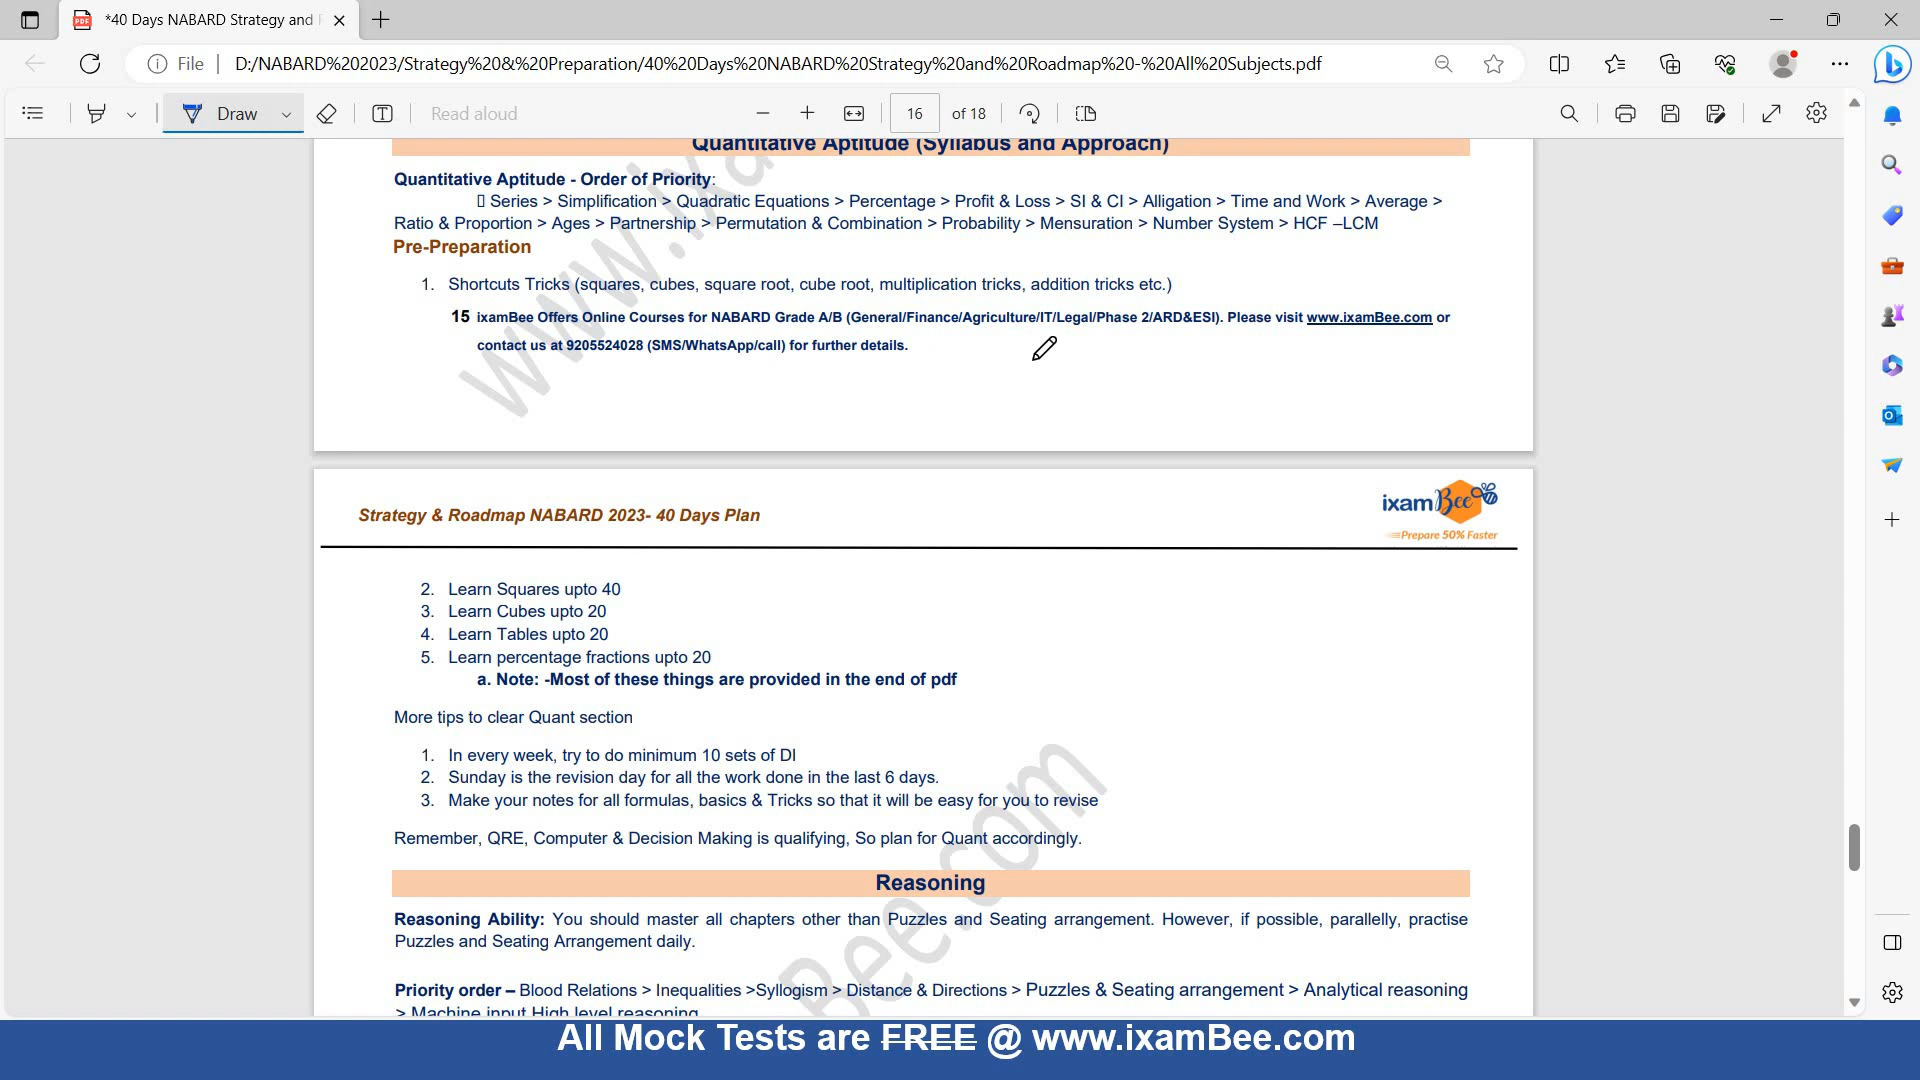 *40 Days NABARD Strategy and
File
D:/NABARD%202023/Strategy%20&%20Preparation/40%20Days%20NABARD%20Strategy%20and%20Roadmap%20-%20All%20Subjects.pdf
Draw
Read aloud
16
of 18
Quantitative Aptitude (Syllabus and Approach)
Quantitative Aptitude - Order of Priority:
▯ Series > Simplification > Quadratic Equations > Percentage > Profit & Loss > SI & CI > Alligation > Time and Work > Average >
Ratio & Proportion > Ages > Partnership > Permutation & Combination > Probability > Mensuration > Number System > HCF –LCM
Pre-Preparation
1. Shortcuts Tricks (squares, cubes, square root, cube root, multiplication tricks, addition tricks etc.)
15 ixamBee Offers Online Courses for NABARD Grade A/B (General/Finance/Agriculture/IT/Legal/Phase 2/ARD&ESI). Please visit www.ixamBee.com or
contact us at 9205524028 (SMS/WhatsApp/call) for further details.
www.ixa
Strategy & Roadmap NABARD 2023- 40 Days Plan
ixamBee
Prepare 50% Faster
2. Learn Squares upto 40
3. Learn Cubes upto 20
4. Learn Tables upto 20
5. Learn percentage fractions upto 20
a. Note: -Most of these things are provided in the end of pdf
More tips to clear Quant section
1. In every week, try to do minimum 10 sets of DI
2. Sunday is the revision day for all the work done in the last 6 days.
3. Make your notes for all formulas, basics & Tricks so that it will be easy for you to revise
Remember, QRE, Computer & Decision Making is qualifying, So plan for Quant accordingly.
Bee.com
Reasoning
Reasoning Ability: You should master all chapters other than Puzzles and Seating arrangement. However, if possible, parallelly, practise
Puzzles and Seating Arrangement daily.
Priority order – Blood Relations > Inequalities >Syllogism > Distance & Directions > Puzzles & Seating arrangement > Analytical reasoning
> Machine input High level reasoning
All Mock Tests are FREE @ www.ixamBee.com